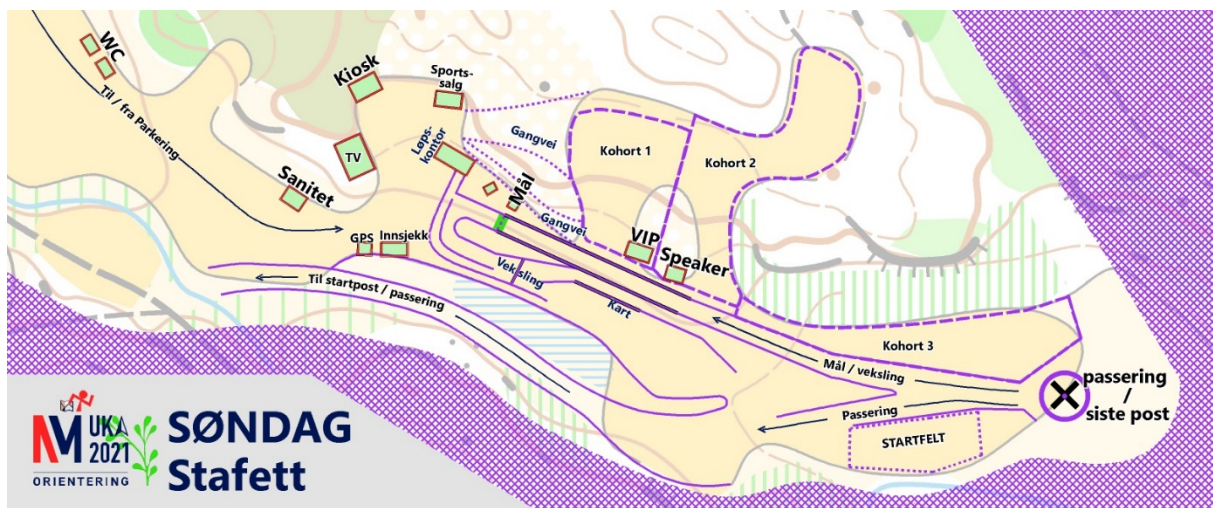 WC
Til / fra Parkering
Kiosk
Sports-
salg
TV
Løps-
kontor
Gangvei
Kohort 1
Kohort 2
Sanitet
Mål
Gangvei
GPS
Innsjekk
VIP
Speaker
Veksling
Kart
Til startpost / passering
Kohort 3
Mål / veksling
passering
/
siste post
Passering
STARTFELT
NM UKA
2021
ORIENTERING
SØNDAG
Stafett